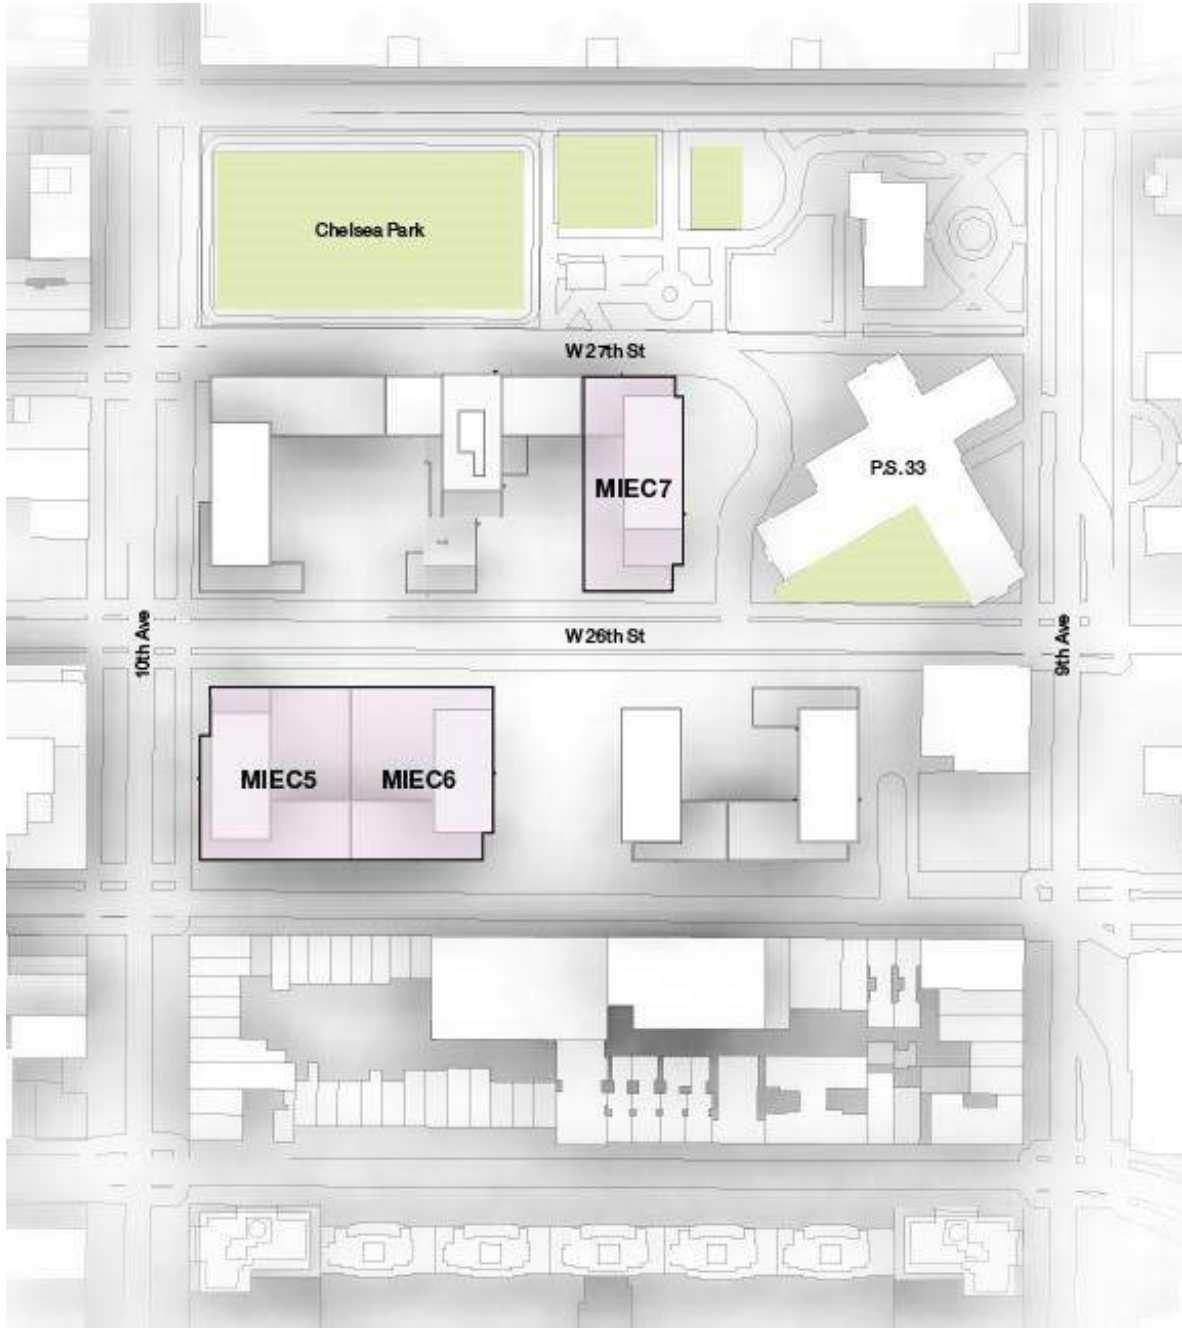 Chelsea Park
W 27th St
P.S. 33
MIEC7
10th Ave
W 26th St
9th Ave
MIEC5
MIEC6